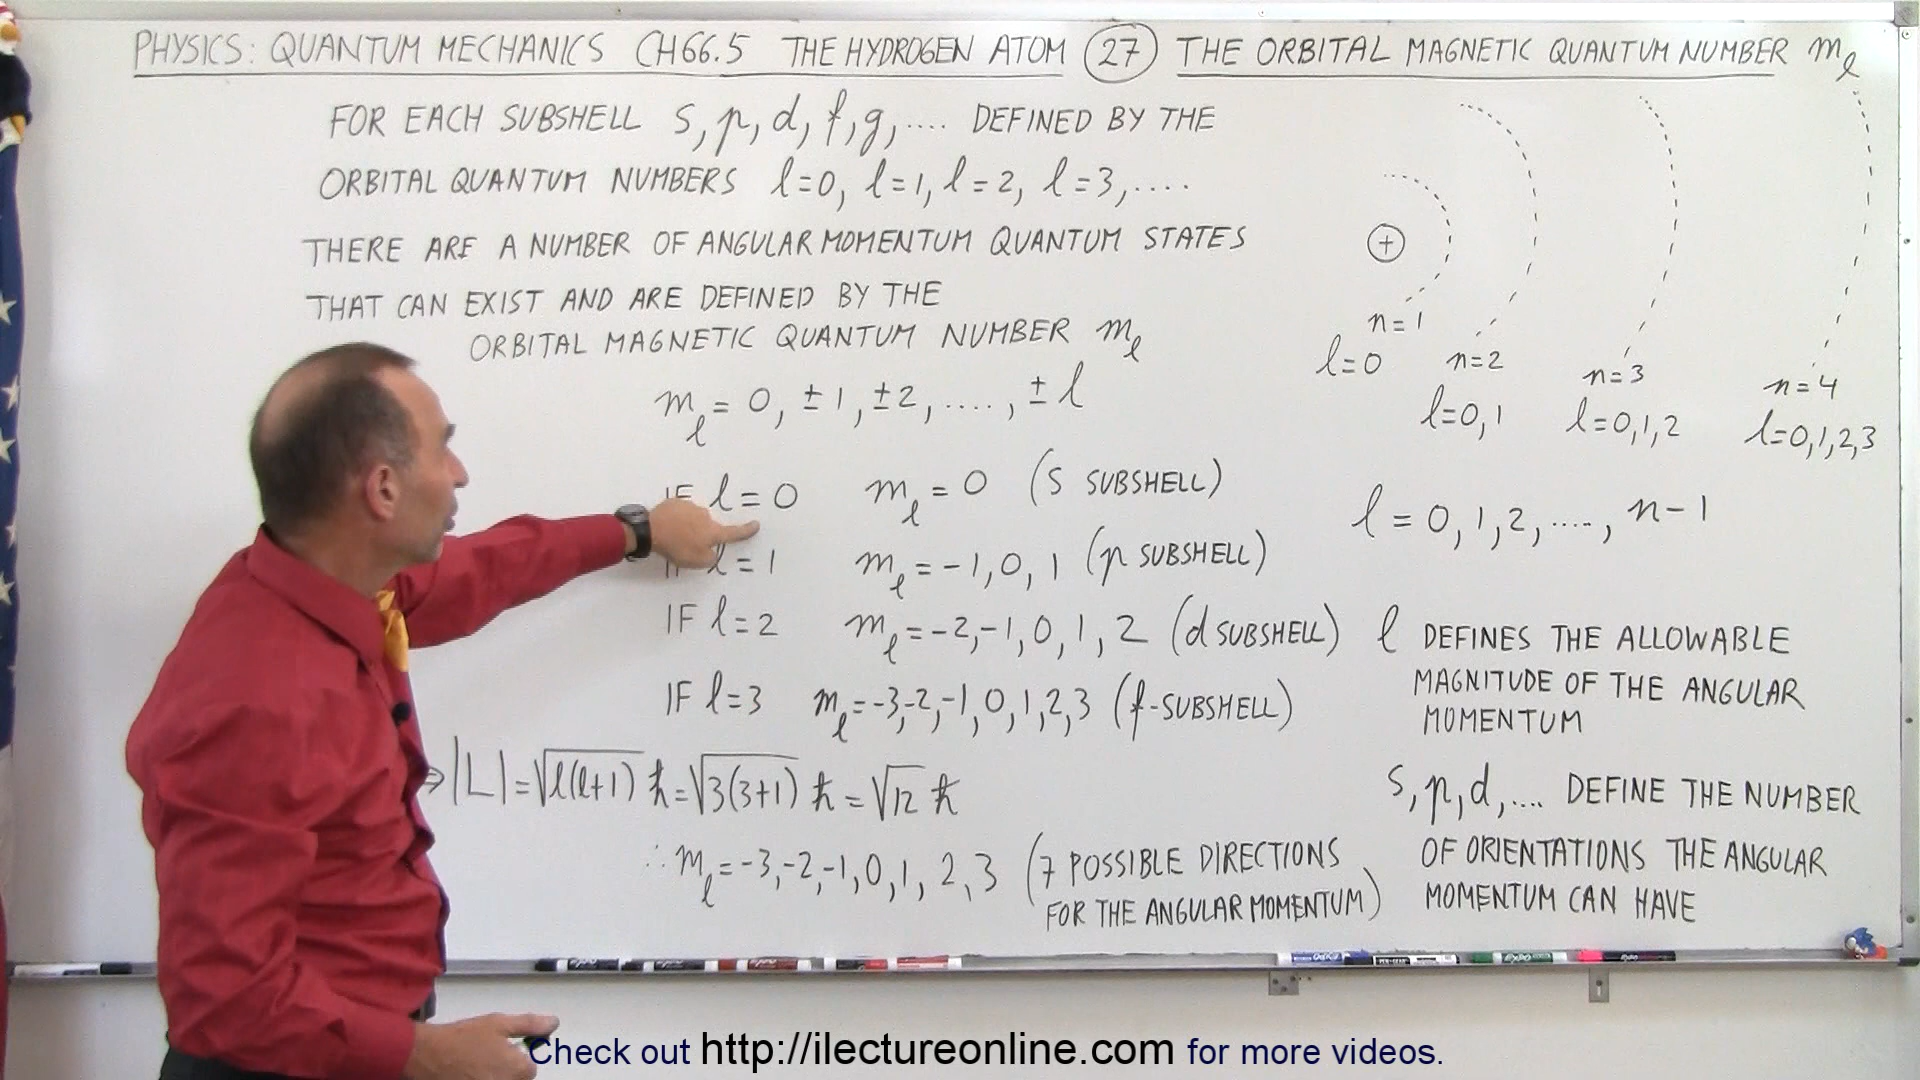 PHYSICS: QUANTUM MECHANICS CH66.5 THE HYDROGEN ATOM 27 THE ORBITAL MAGNETIC QUANTUM NUMBER mℓ
FOR EACH SUBSHELL s, p, d, f, g, .... DEFINED BY THE
ORBITAL QUANTUM NUMBERS ℓ=0, ℓ=1, ℓ=2, ℓ=3, ....
THERE ARE A NUMBER OF ANGULAR MOMENTUM QUANTUM STATES
THAT CAN EXIST AND ARE DEFINED BY THE
ORBITAL MAGNETIC QUANTUM NUMBER mℓ
mℓ = 0, ±1, ±2, ...., ±ℓ
IF ℓ=0 mℓ = 0 (S SUBSHELL)
IF ℓ=1 mℓ = -1, 0, 1 (p SUBSHELL)
IF ℓ=2 mℓ = -2, -1, 0, 1, 2 (d SUBSHELL)
IF ℓ=3 mℓ = -3, -2, -1, 0, 1, 2, 3 (f-SUBSHELL)
⇒ |L| = √ℓ(ℓ+1) ħ = √3(3+1) ħ = √12 ħ
∴ mℓ = -3, -2, -1, 0, 1, 2, 3 (7 POSSIBLE DIRECTIONS
FOR THE ANGULAR MOMENTUM)
+
n=1
ℓ=0
n=2
ℓ=0,1
n=3
ℓ=0,1,2
n=4
ℓ=0,1,2,3
ℓ = 0, 1, 2, ...., n-1
ℓ DEFINES THE ALLOWABLE
MAGNITUDE OF THE ANGULAR
MOMENTUM
s, p, d, .... DEFINE THE NUMBER
OF ORIENTATIONS THE ANGULAR
MOMENTUM CAN HAVE
Check out http://ilectureonline.com for more videos.